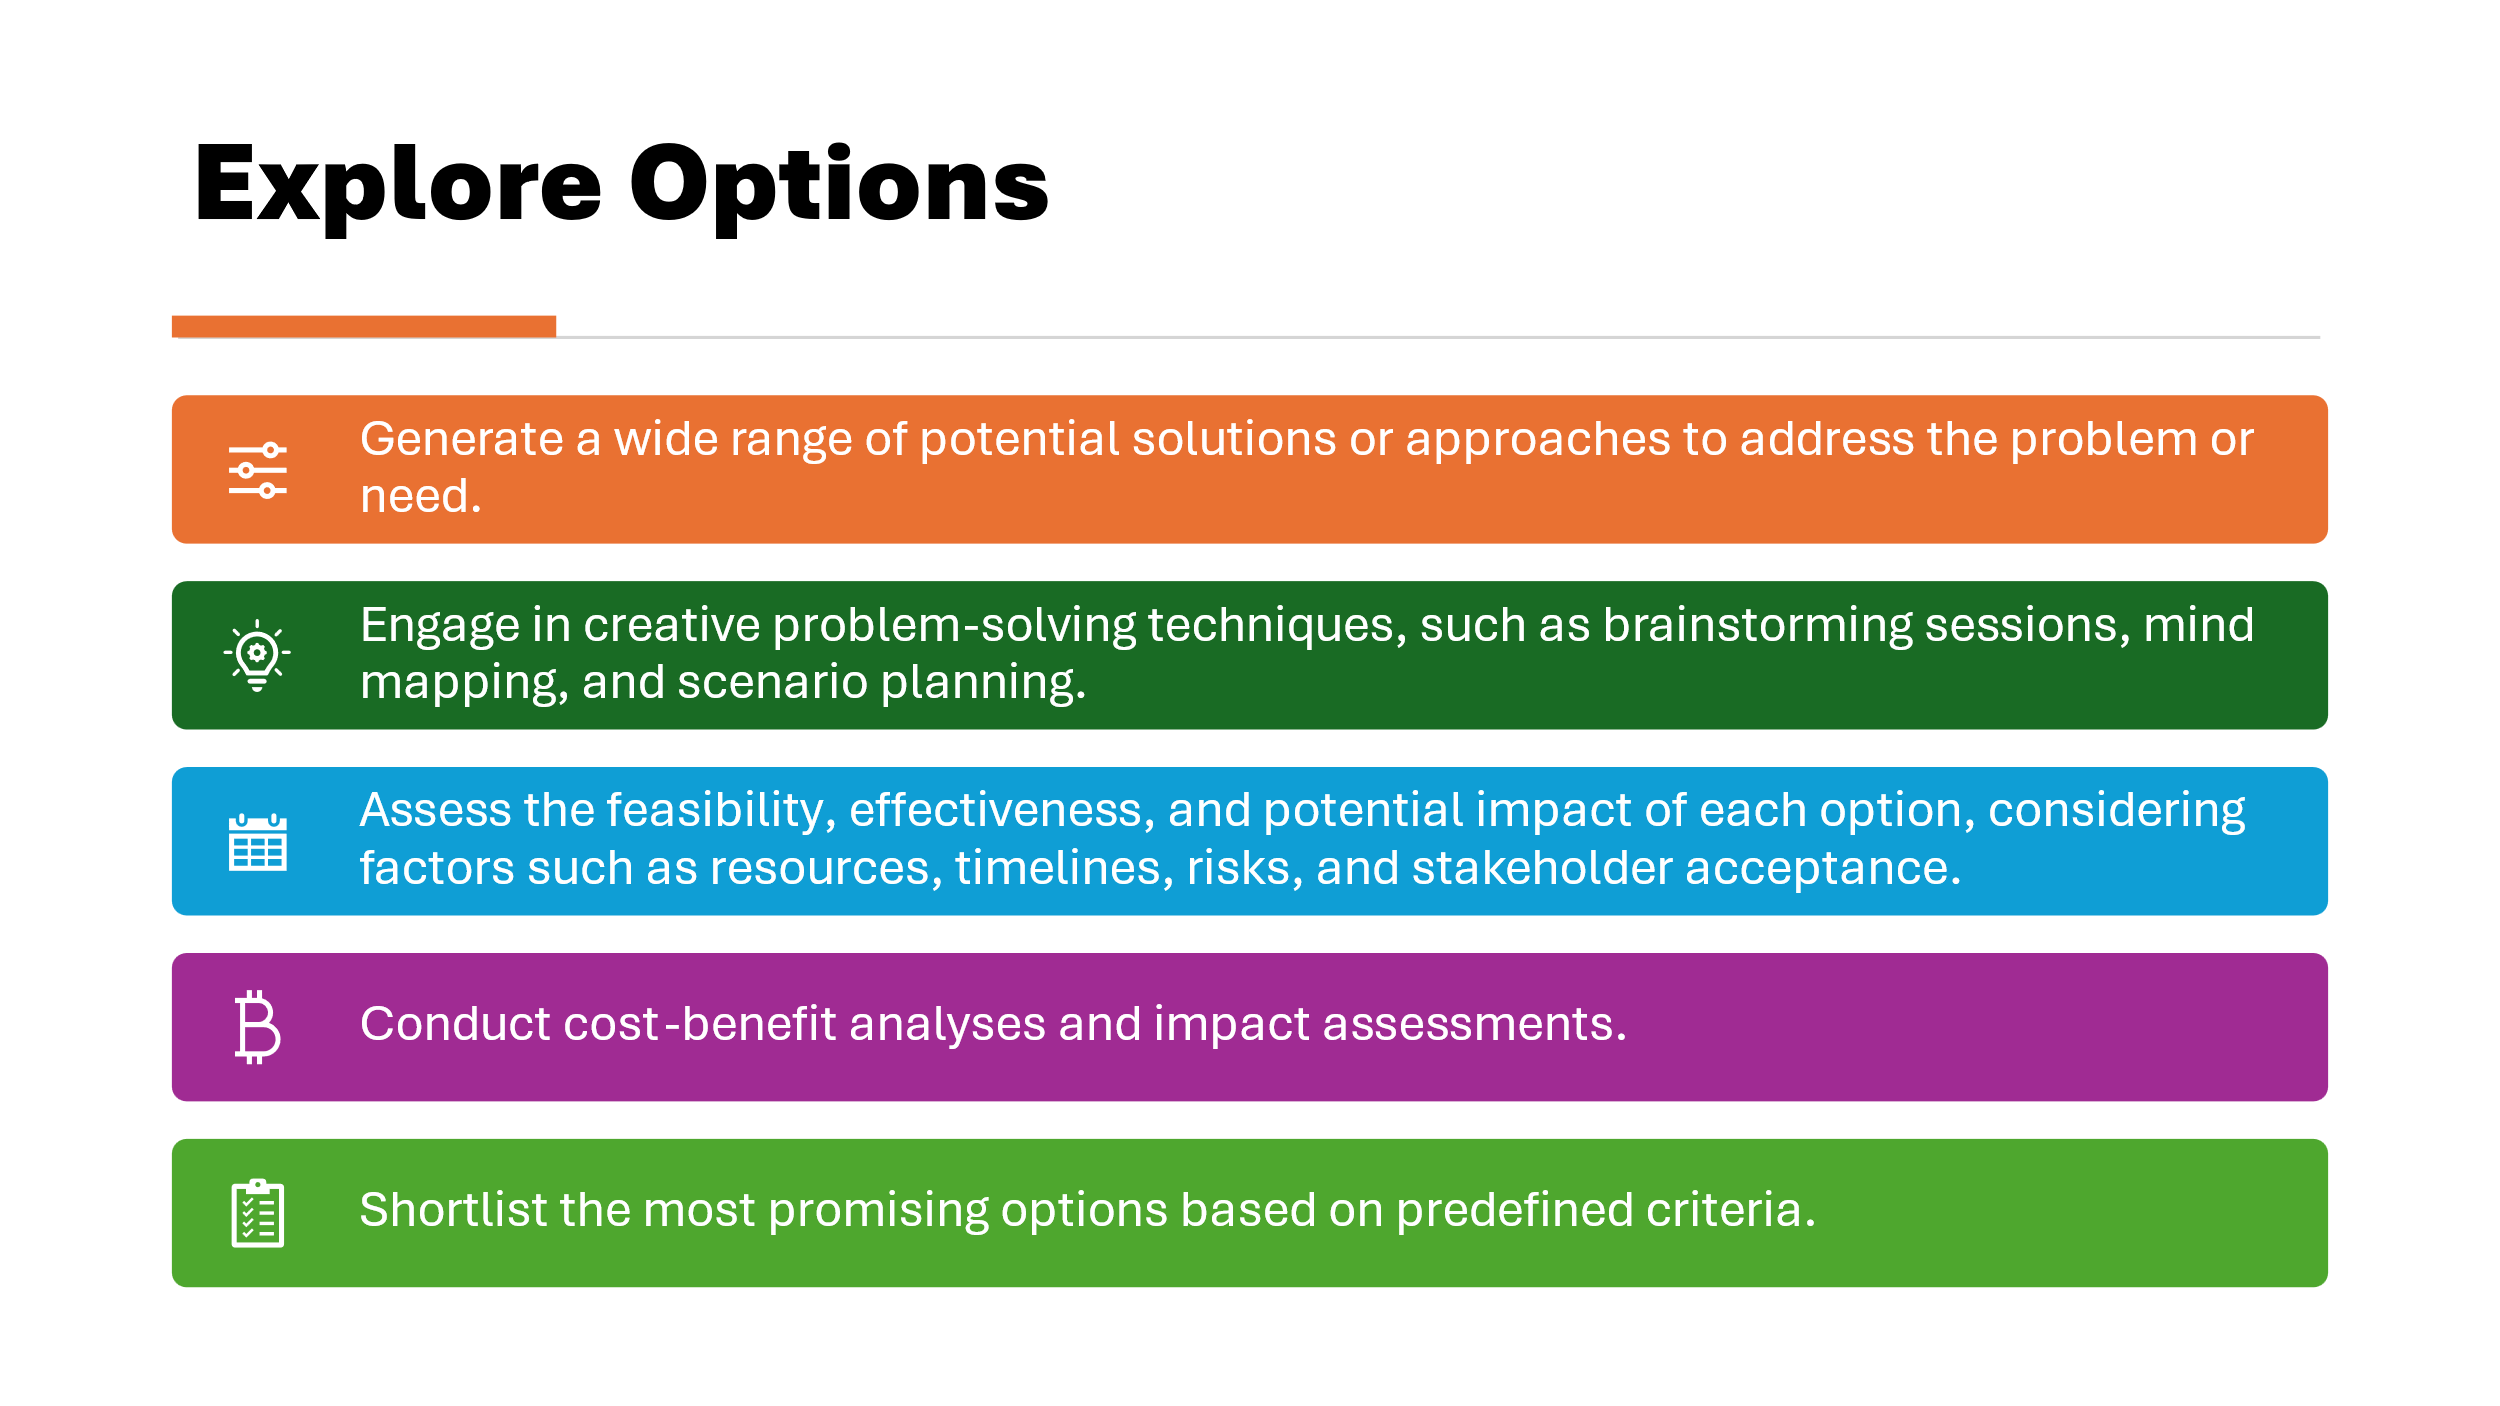 Explore Options
Generate a wide range of potential solutions or approaches to address the problem or
need.
Engage in creative problem-solving techniques, such as brainstorming sessions, mind
mapping, and scenario planning.
Assess the feasibility, effectiveness, and potential impact of each option, considering
factors such as resources, timelines, risks, and stakeholder acceptance.
Conduct cost-benefit analyses and impact assessments.
Shortlist the most promising options based on predefined criteria.